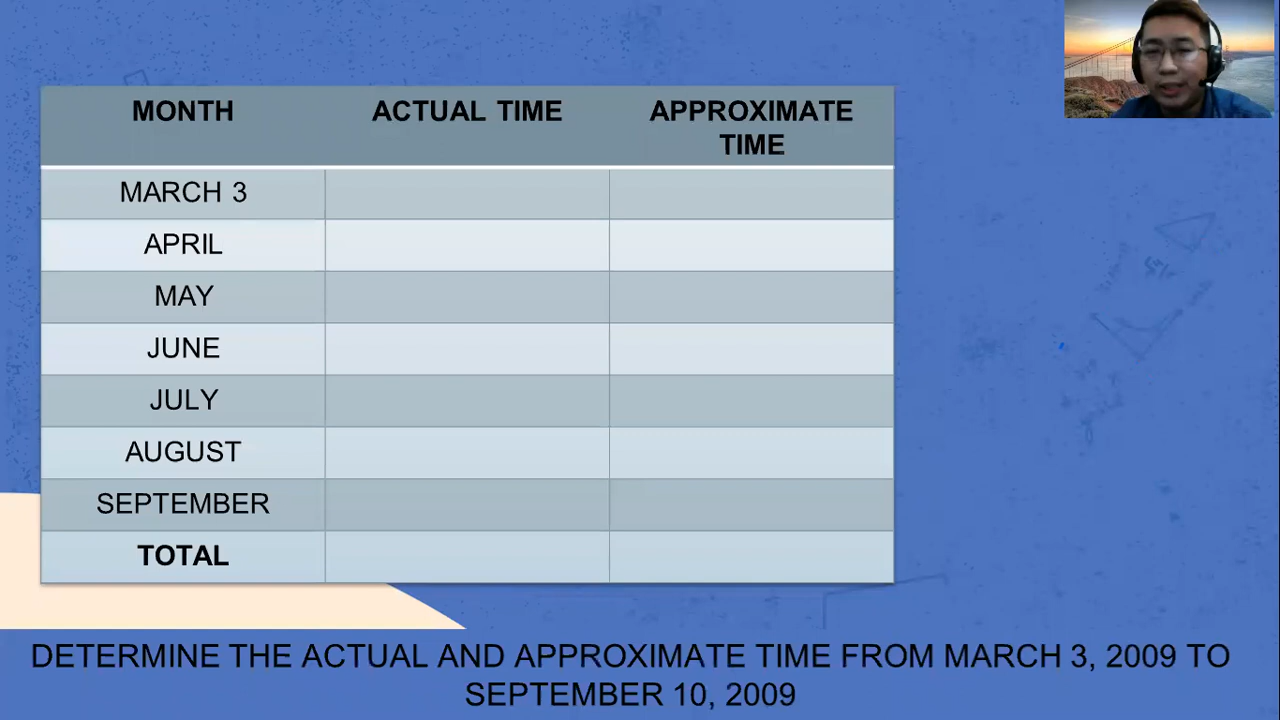 MONTH ACTUAL TIME APPROXIMATE
TIME
MARCH 3
APRIL
MAY
JUNE
JULY
AUGUST
SEPTEMBER
TOTAL
DETERMINE THE ACTUAL AND APPROXIMATE TIME FROM MARCH 3, 2009 TO
SEPTEMBER 10, 2009